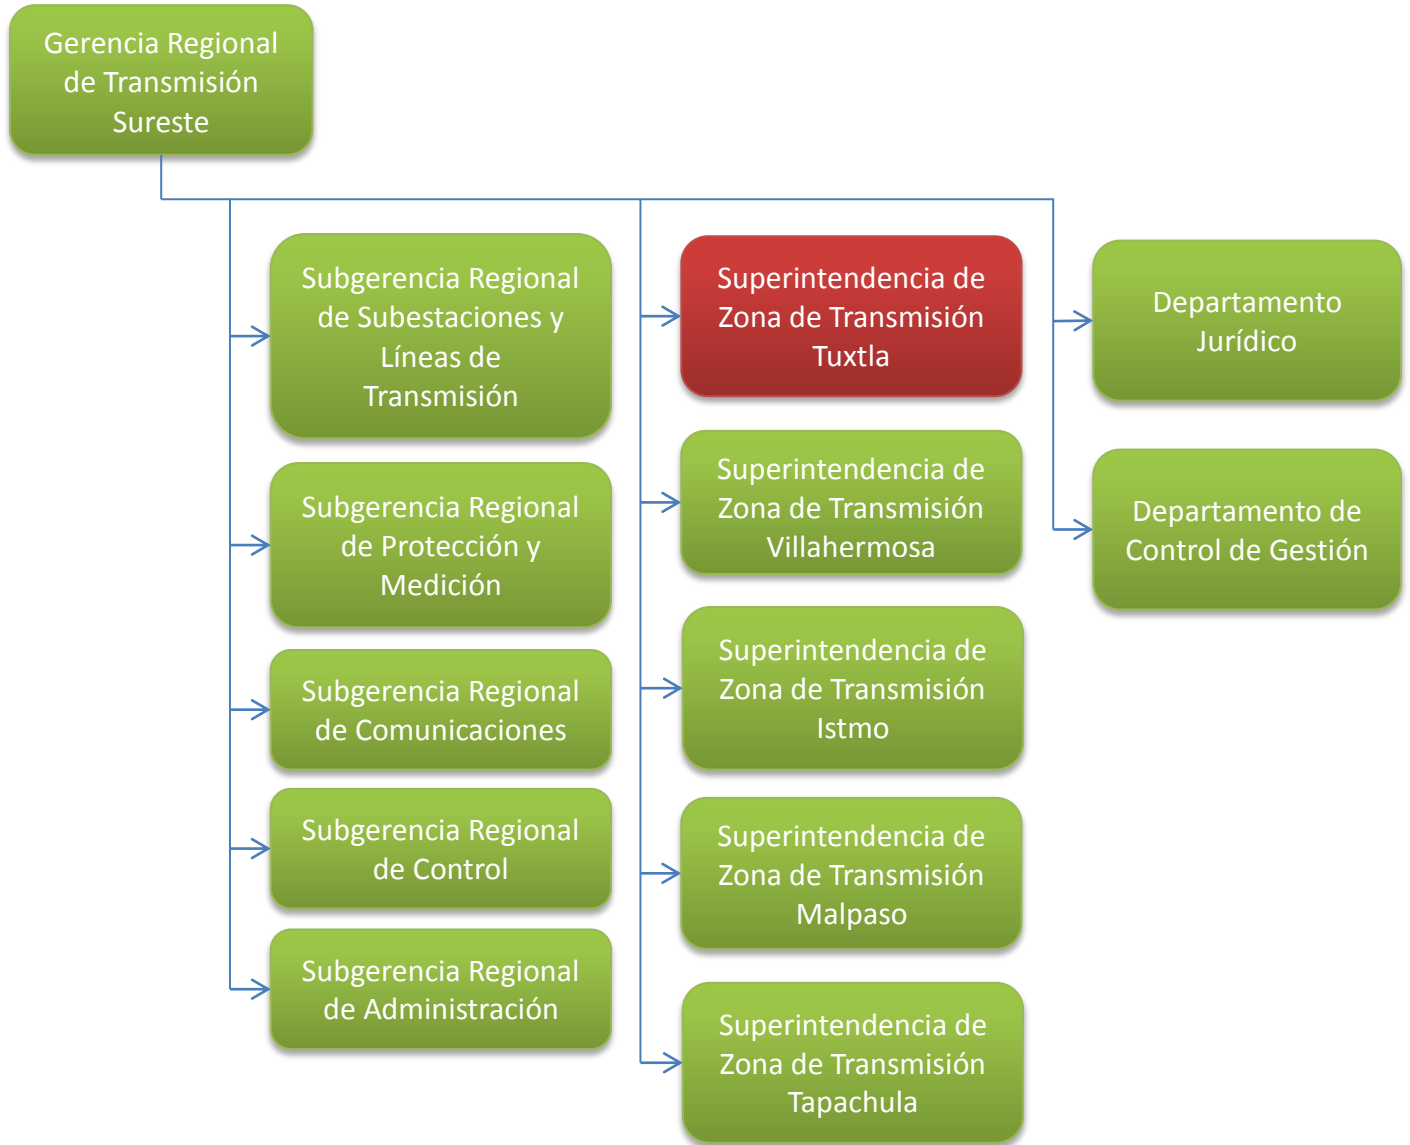 Gerencia Regional
de Transmisión
Sureste
Subgerencia Regional
de Subestaciones y
Líneas de
Transmisión
Subgerencia Regional
de Protección y
Medición
Subgerencia Regional
de Comunicaciones
Subgerencia Regional
de Control
Subgerencia Regional
de Administración
Superintendencia de
Zona de Transmisión
Tuxtla
Superintendencia de
Zona de Transmisión
Villahermosa
Superintendencia de
Zona de Transmisión
Istmo
Superintendencia de
Zona de Transmisión
Malpaso
Superintendencia de
Zona de Transmisión
Tapachula
Departamento
Jurídico
Departamento de
Control de Gestión